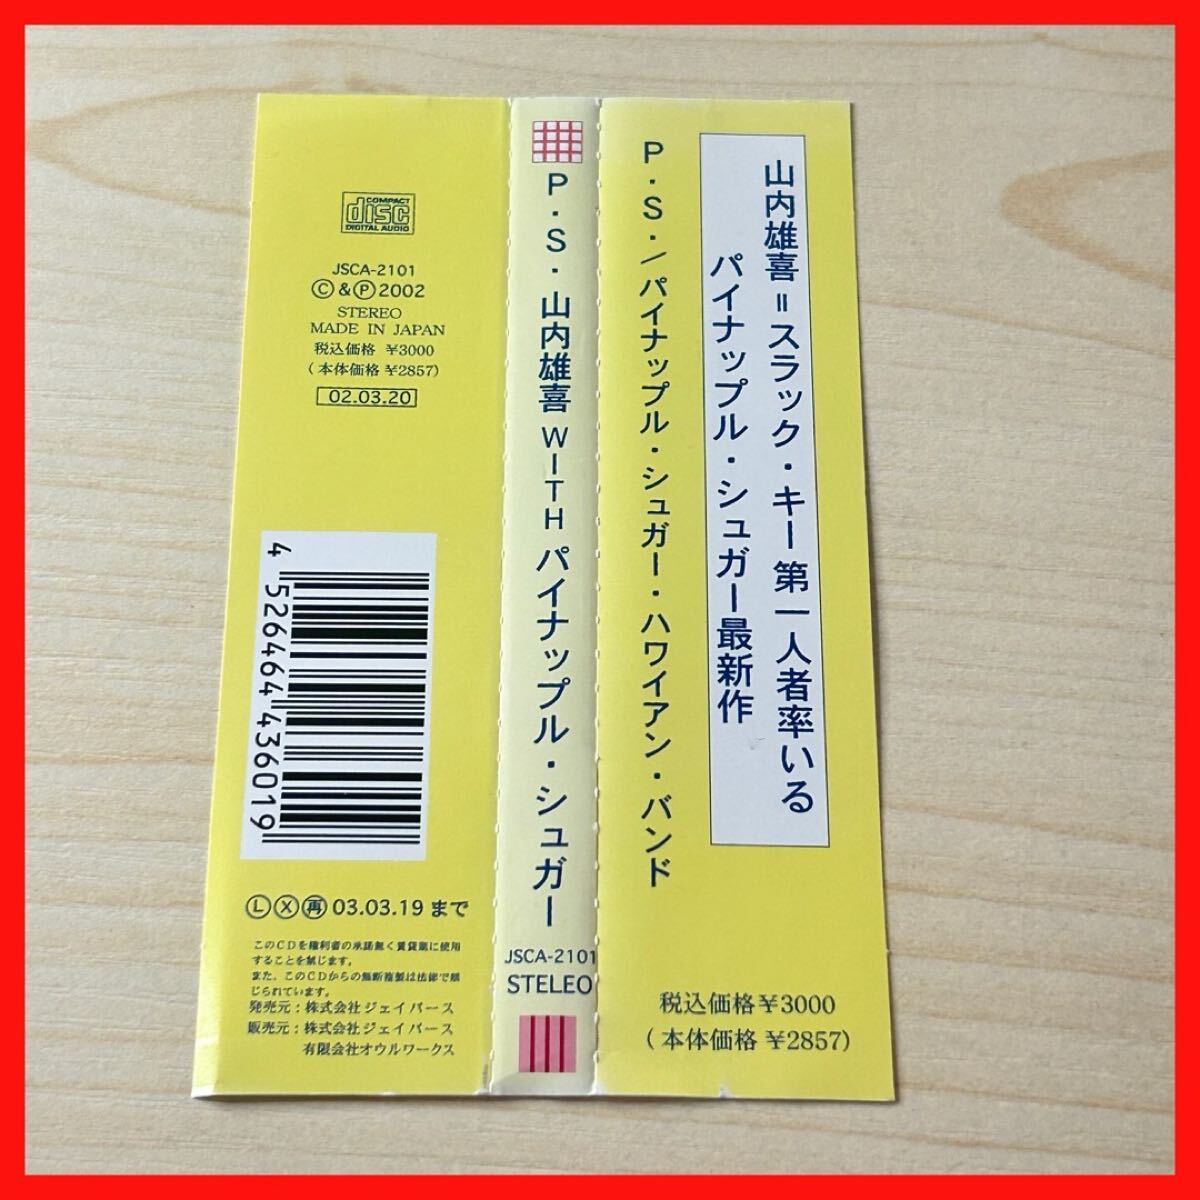 山内雄喜＝スラック・キー第一人者率いる
パイナップル・シュガー最新作
P・S・/パイナップル・シュガー・ハワイアン・バンド
税込価格￥3000
(本体価格 ￥2857)
P・S・山内雄喜 WITH パイナップル・シュガー
JSCA-2101
STELEO
COMPACT
disc
DIGITAL AUDIO
JSCA-2101
Ⓒ&Ⓟ2002
STEREO
MADE IN JAPAN
税込価格 ￥3000
(本体価格 ￥2857)
02.03.20
4 526464 436019
Ⓛ Ⓧ ㊢ 03.03.19 まで
このCDを権利者の承諾無く賃貸業に使用
することを禁じます。
また、このCDからの無断複製は法律で禁
じられています。
発売元：株式会社ジェイバース
販売元：株式会社ジェイバース
有限会社オウルワークス